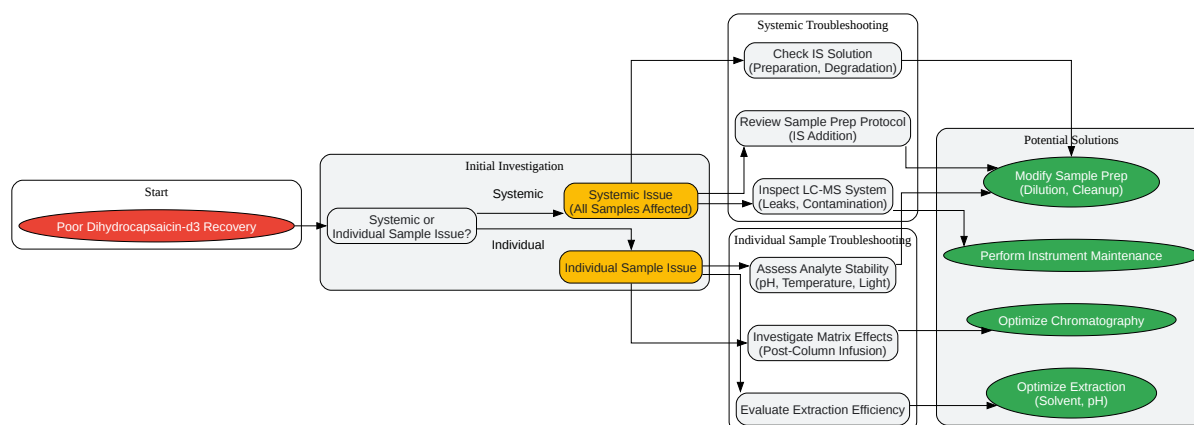 Start
Poor Dihydrocapsaicin-d3 Recovery
Initial Investigation
Systemic or
Individual Sample Issue?
Systemic
Individual
Systemic Issue
(All Samples Affected)
Individual Sample Issue
Systemic Troubleshooting
Check IS Solution
(Preparation, Degradation)
Review Sample Prep Protocol
(IS Addition)
Inspect LC-MS System
(Leaks, Contamination)
Individual Sample Troubleshooting
Assess Analyte Stability
(pH, Temperature, Light)
Investigate Matrix Effects
(Post-Column Infusion)
Evaluate Extraction Efficiency
Potential Solutions
Modify Sample Prep
(Dilution, Cleanup)
Perform Instrument Maintenance
Optimize Chromatography
Optimize Extraction
(Solvent, pH)